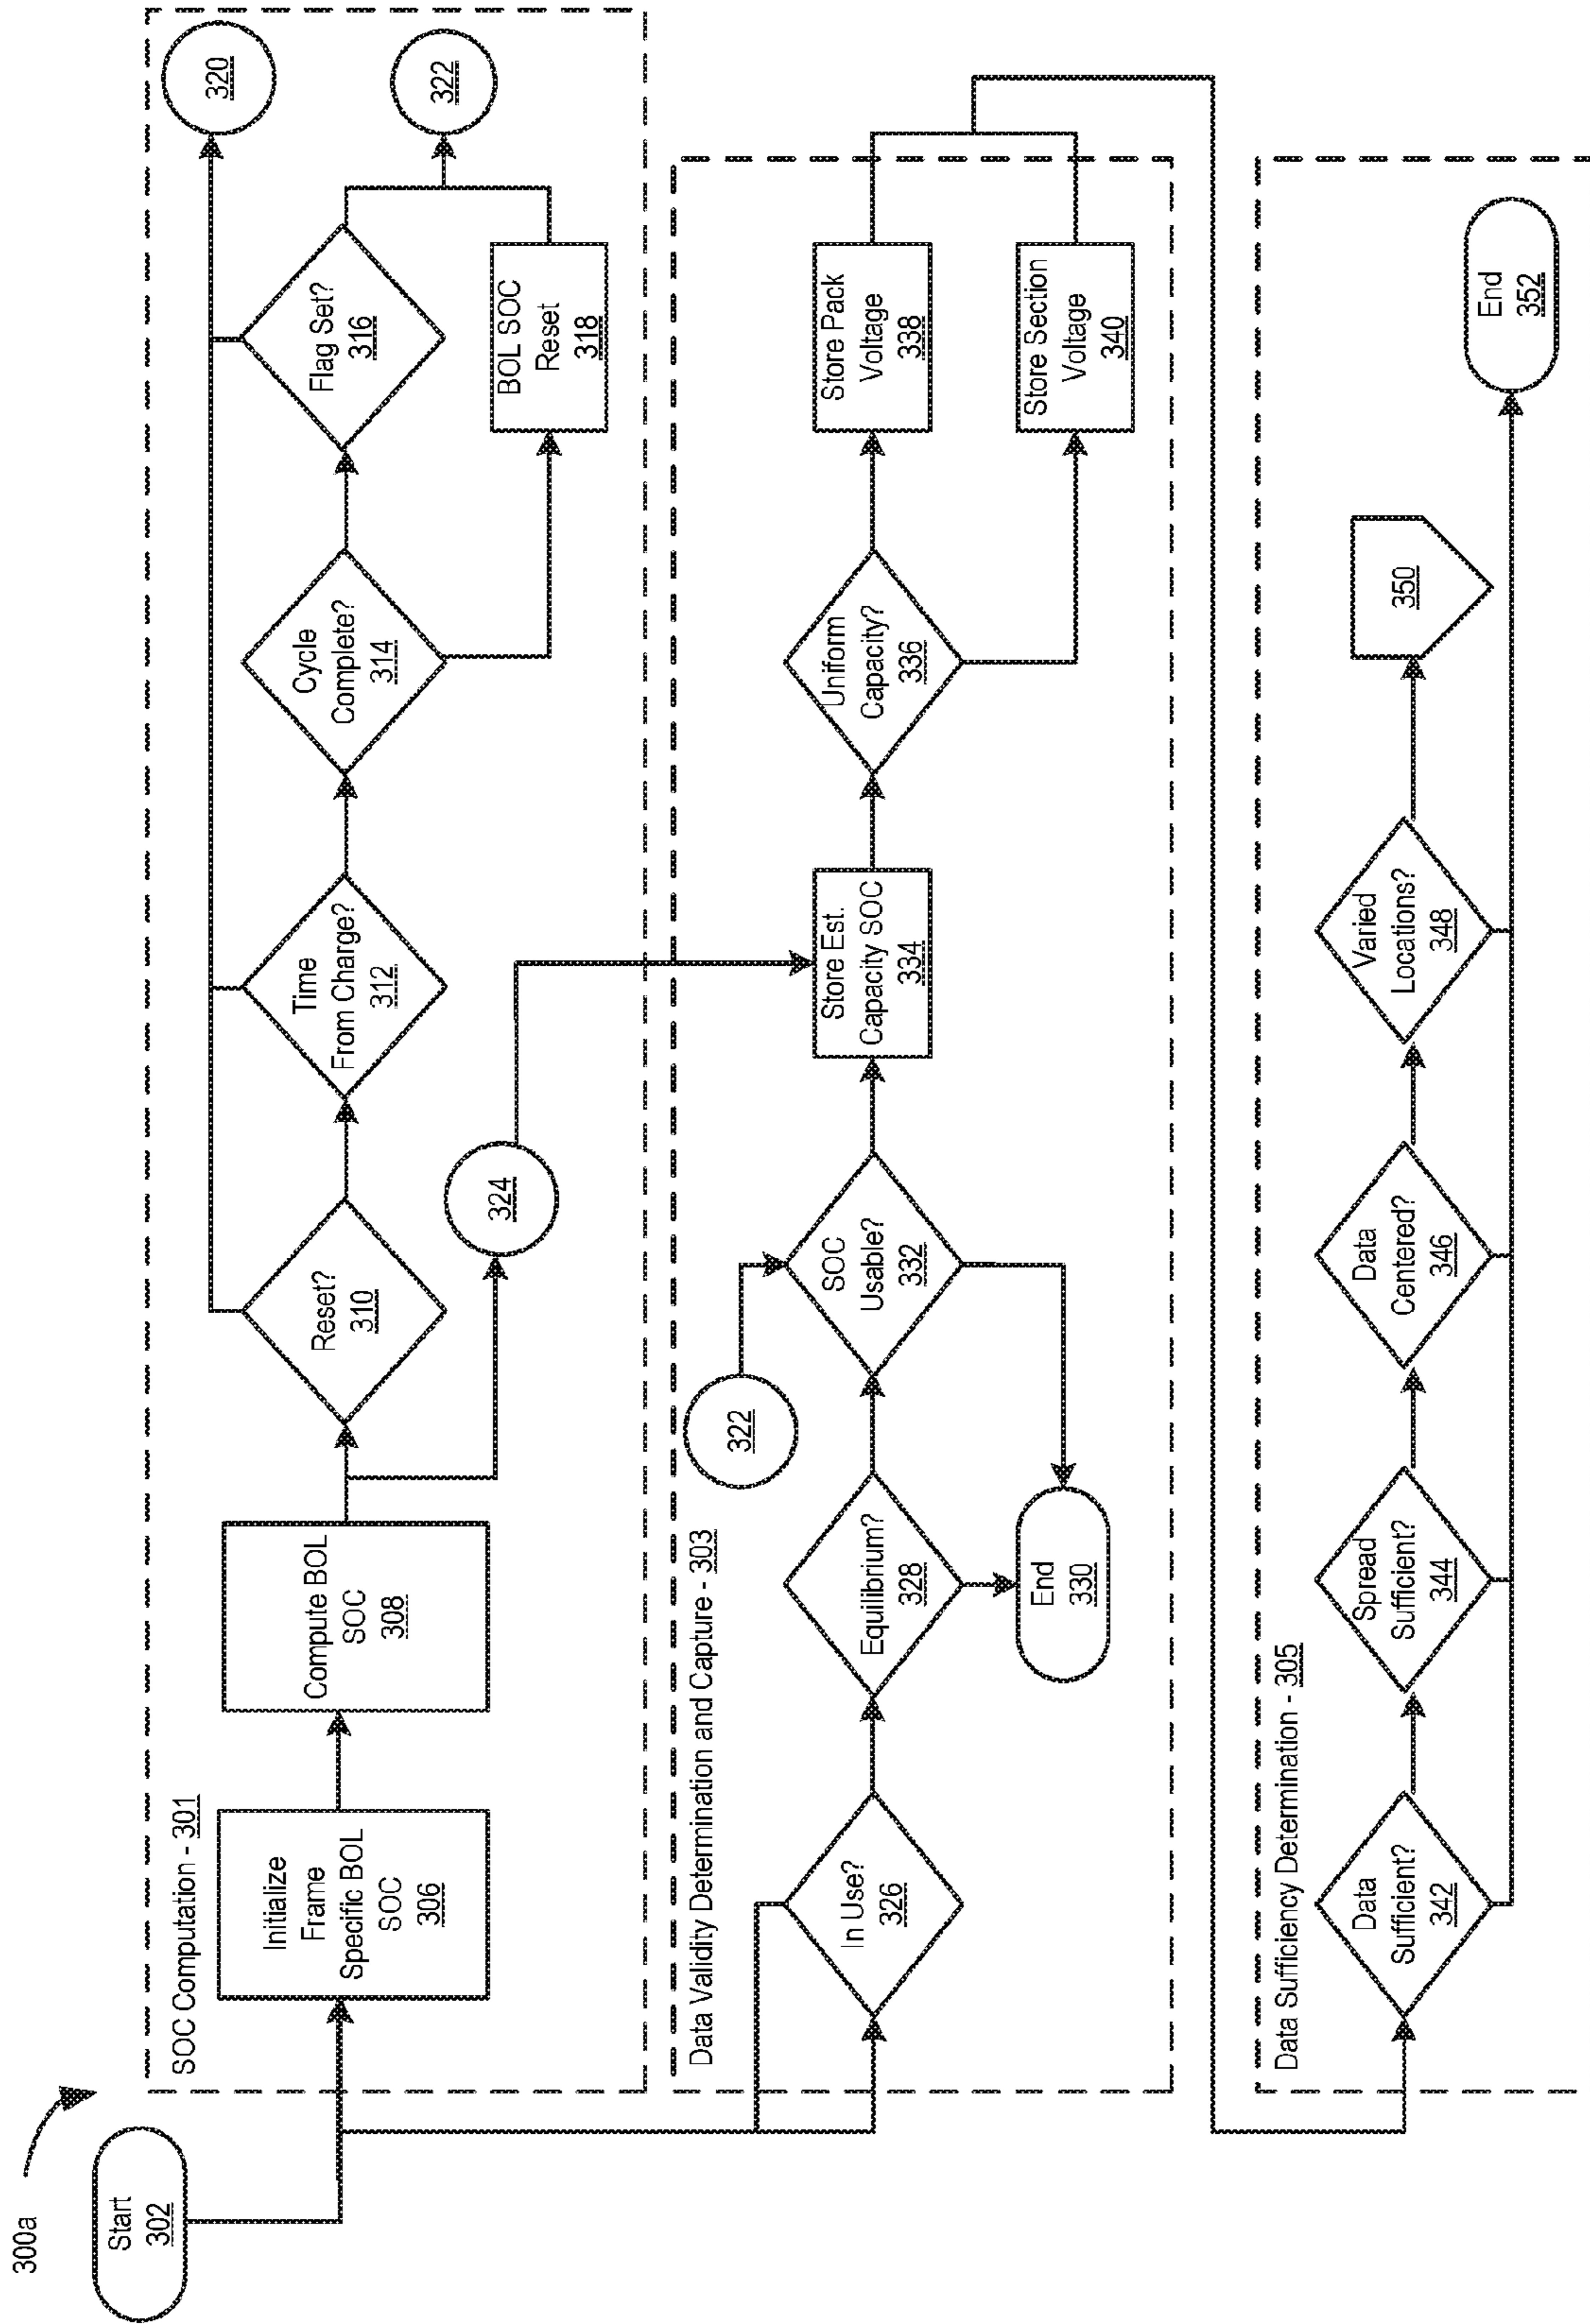 300a
Start
302
SOC Computation - 301
Initialize
Frame
Specific BOL
SOC
306
Compute BOL
SOC
308
Reset?
310
Time
From Charge?
312
Cycle
Complete?
314
Flag Set?
316
BOL SOC
Reset
318
320
322
324
Data Validity Determination and Capture - 303
In Use?
326
Equilibrium?
328
End
330
322
SOC
Usable?
332
Store Est.
Capacity SOC
334
Uniform
Capacity?
336
Store Pack
Voltage
338
Store Section
Voltage
340
Data Sufficiency Determination - 305
Data
Sufficient?
342
Spread
Sufficient?
344
Data
Centered?
346
Varied
Locations?
348
350
End
352